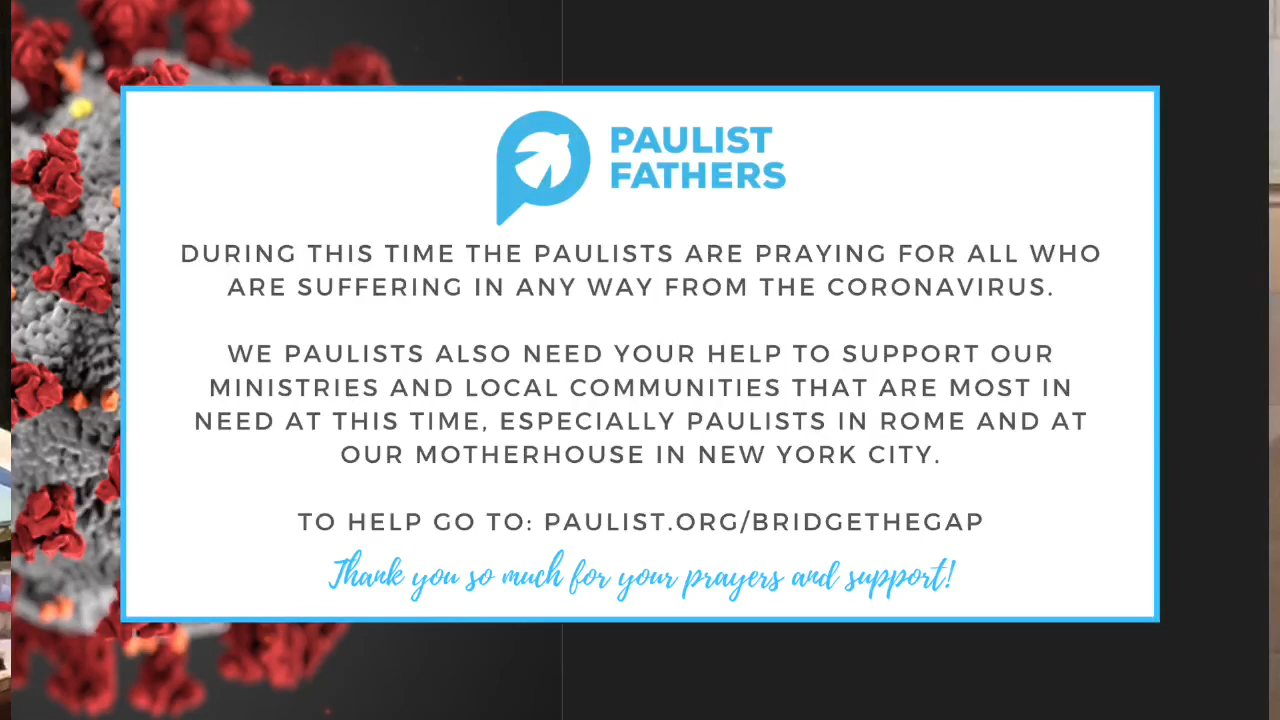 PAULIST
FATHERS
DURING THIS TIME THE PAULISTS ARE PRAYING FOR ALL WHO
ARE SUFFERING IN ANY WAY FROM THE CORONAVIRUS.
WE PAULISTS ALSO NEED YOUR HELP TO SUPPORT OUR
MINISTRIES AND LOCAL COMMUNITIES THAT ARE MOST IN
NEED AT THIS TIME, ESPECIALLY PAULISTS IN ROME AND AT
OUR MOTHERHOUSE IN NEW YORK CITY.
TO HELP GO TO: PAULIST.ORG/BRIDGETHEGAP
Thank you so much for your prayers and support!